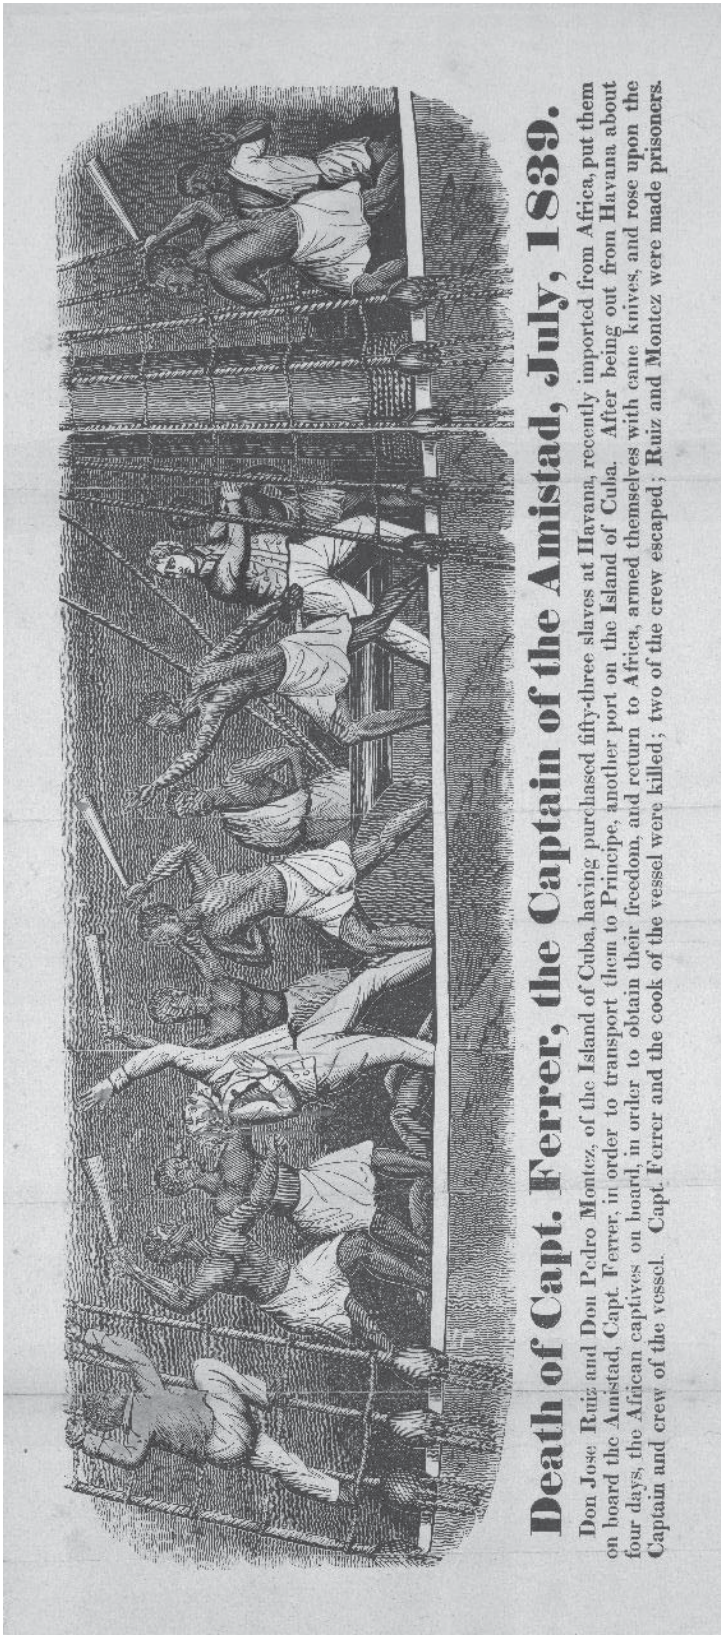 Death of Capt. Ferrer, the Captain of the Amistad, July, 1839.
Don Jose Ruiz and Don Pedro Montez, of the Island of Cuba, having purchased fifty-three slaves at Havana, recently imported from Africa, put them
on board the Amistad, Capt. Ferrer, in order to transport them to Principe, another port on the Island of Cuba. After being out from Havana about
four days, the African captives on board, in order to obtain their freedom, and return to Africa, armed themselves with cane knives, and rose upon the
Captain and crew of the vessel. Capt. Ferrer and the cook of the vessel were killed; two of the crew escaped; Ruiz and Montez were made prisoners.